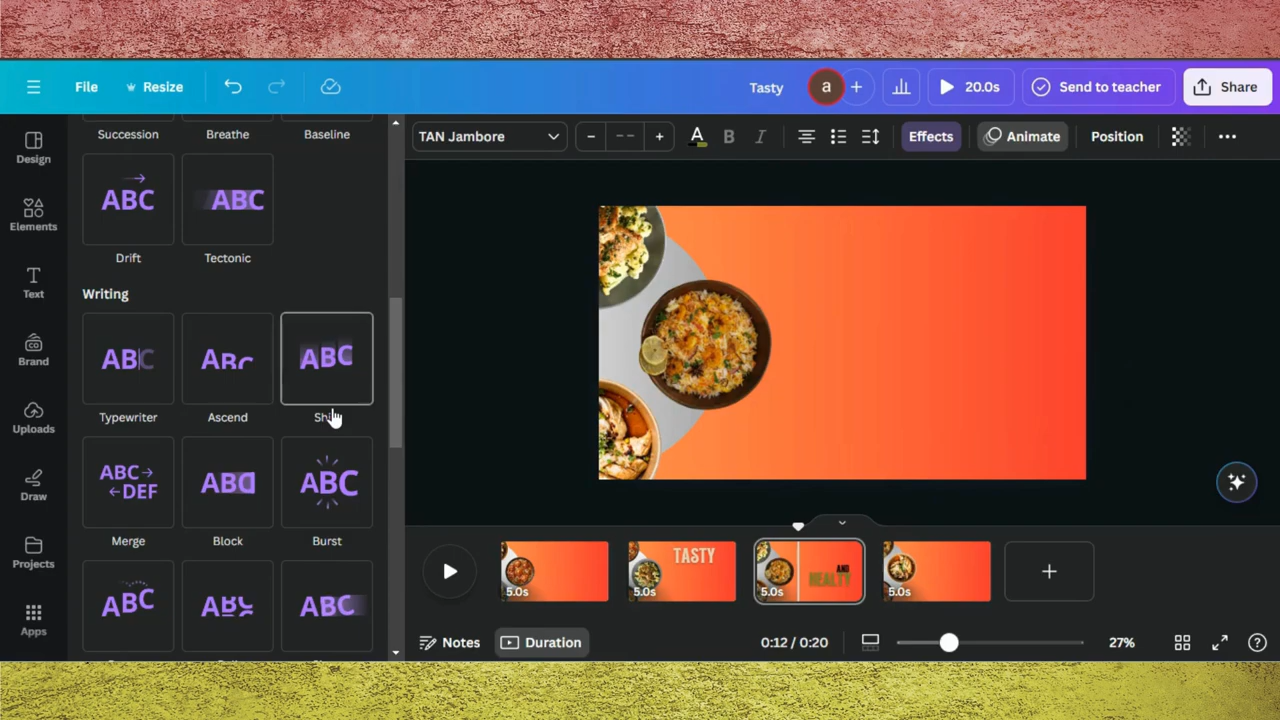 File Resize Tasty a 20.0s Send to teacher Share
Design
Elements
Text
Brand
Uploads
Draw
Projects
Apps
Succession Breathe Baseline
ABC ABC
Drift Tectonic
Writing
ABC ABC ABC
Typewriter Ascend
ABC DEF ABC ABC
Merge Block Burst
ABC ABC ABC
TAN Jambore A B I Effects Animate Position
5.0s
TASTY
5.0s
AND
HEALTY
5.0s
5.0s
Notes Duration 0:12 / 0:20 27%